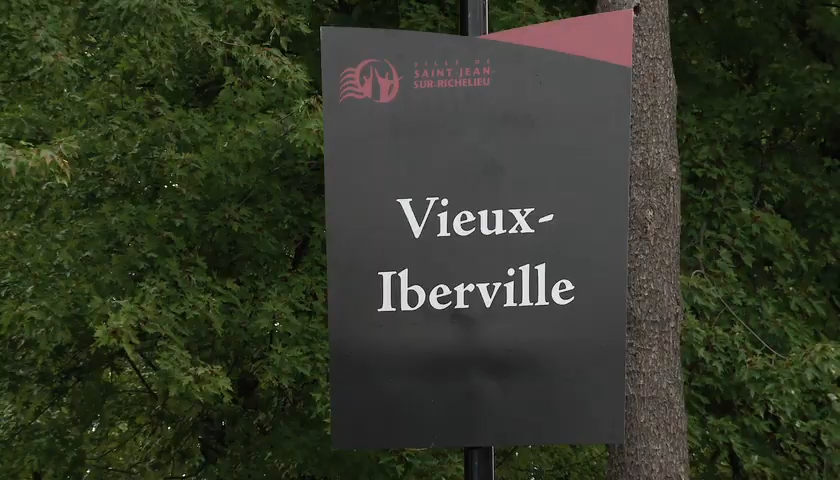 VILLE DE
SAINT-JEAN-
SUR-RICHELIEU
Vieux-
Iberville